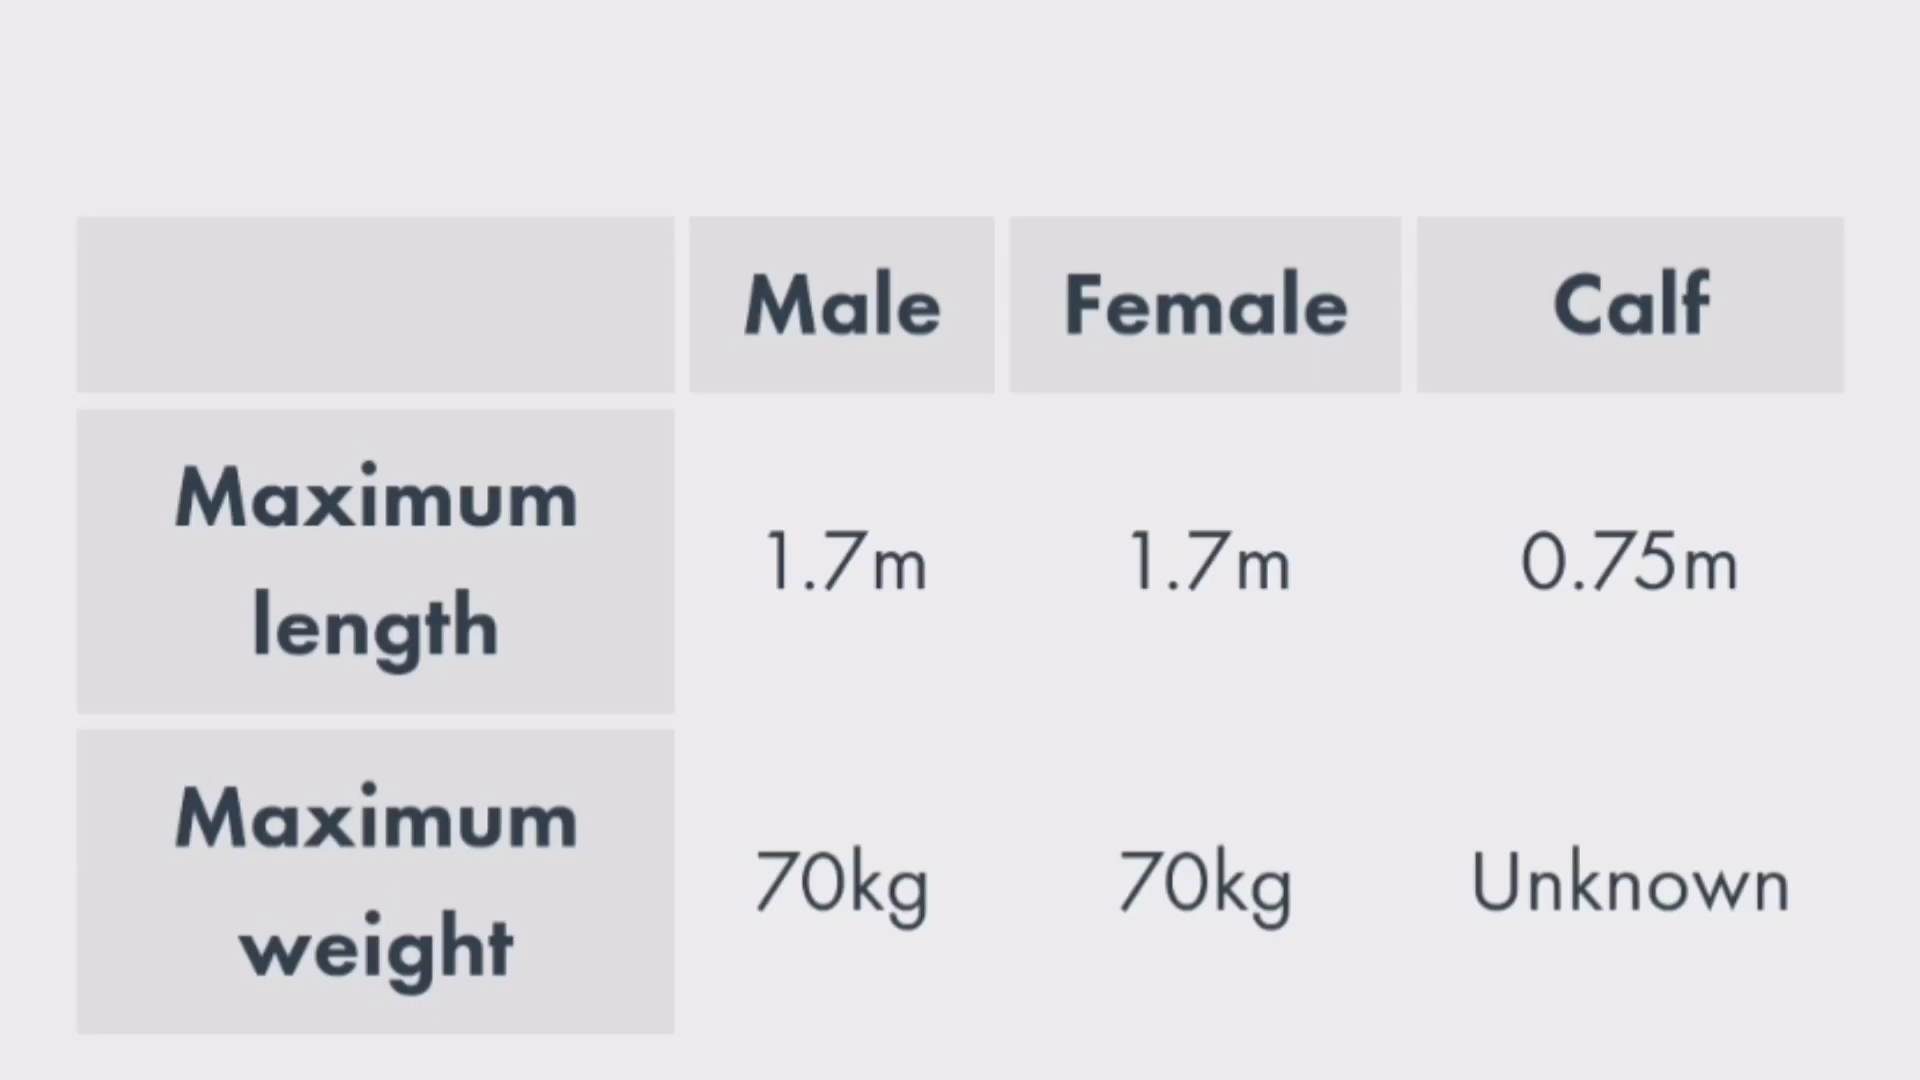 Male Female Calf
Maximum
length
1.7m 1.7m 0.75m
Maximum
weight
70kg 70kg Unknown